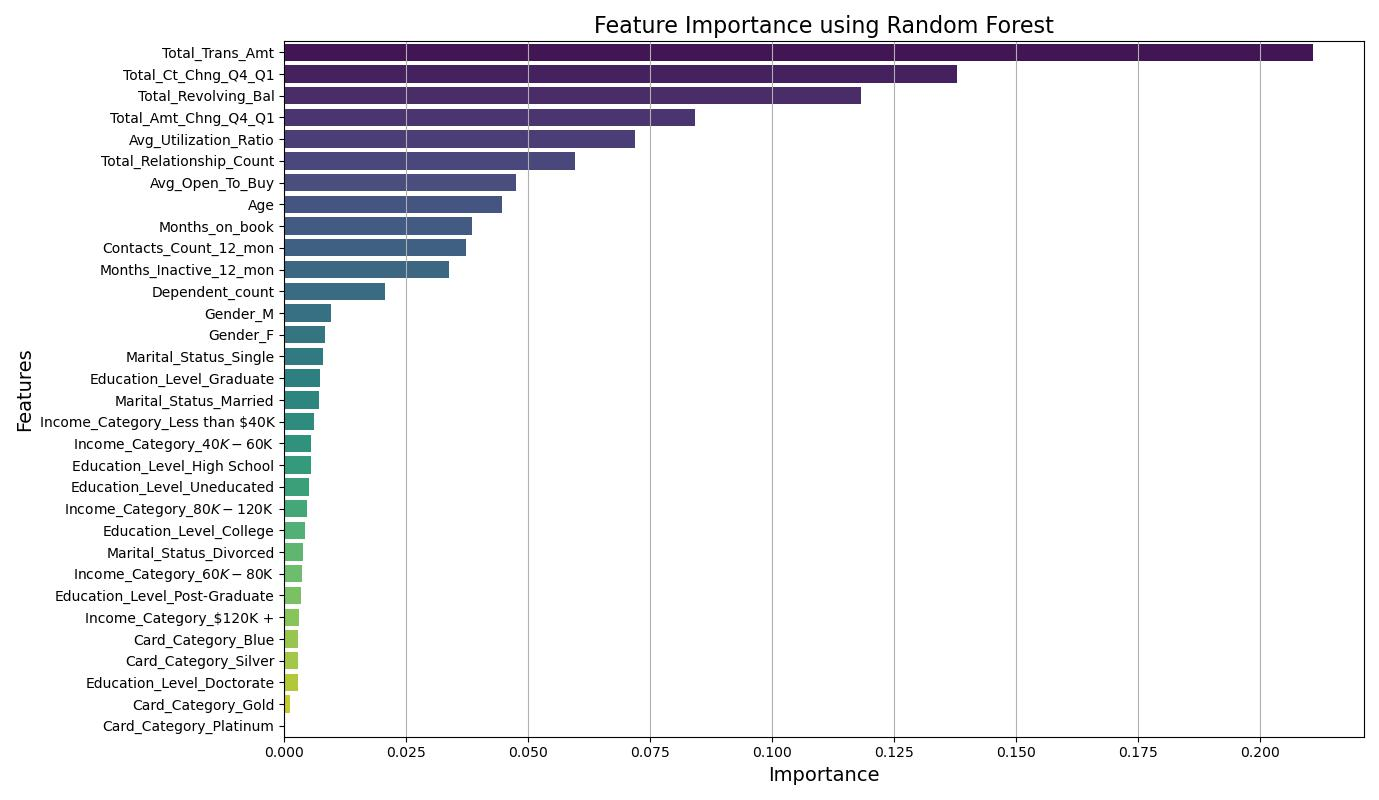 Feature Importance using Random Forest
Total_Trans_Amt
Total_Ct_Chng_Q4_Q1
Total_Revolving_Bal
Total_Amt_Chng_Q4_Q1
Avg_Utilization_Ratio
Total_Relationship_Count
Avg_Open_To_Buy
Age
Months_on_book
Contacts_Count_12_mon
Months_Inactive_12_mon
Dependent_count
Gender_M
Gender_F
Marital_Status_Single
Education_Level_Graduate
Marital_Status_Married
Income_Category_Less than $40K
Income_Category_40K − 60K
Education_Level_High School
Education_Level_Uneducated
Income_Category_80K − 120K
Education_Level_College
Marital_Status_Divorced
Income_Category_60K − 80K
Education_Level_Post-Graduate
Income_Category_$120K +
Card_Category_Blue
Card_Category_Silver
Education_Level_Doctorate
Card_Category_Gold
Card_Category_Platinum
Features
0.000 0.025 0.050 0.075 0.100 0.125 0.150 0.175 0.200
Importance